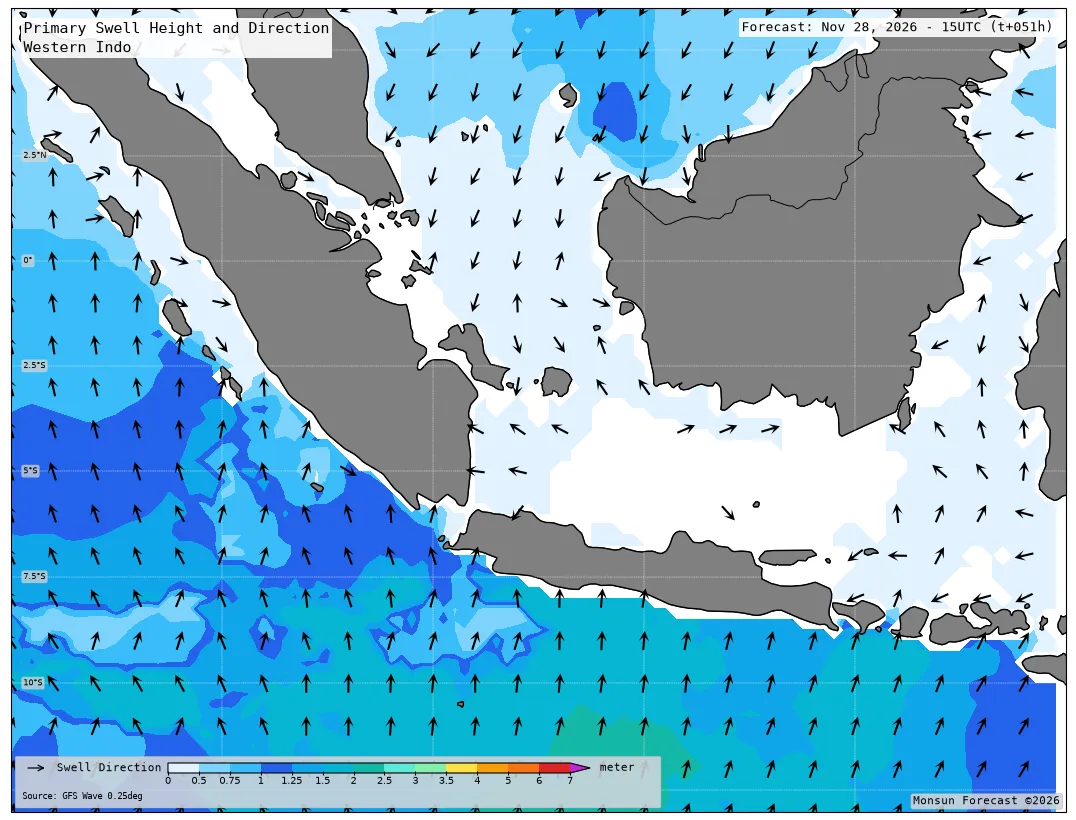 Primary Swell Height and Direction
Western Indo
Forecast: Nov 28, 2026 - 15UTC (t+051h)
2.5°N
0°
2.5°S
5°S
7.5°S
10°S
Swell Direction
0 0.5 0.75 1 1.25 1.5 2 2.5 3 3.5 4 5 6 7
meter
Source: GFS Wave 0.25deg
Monsun Forecast ©2026